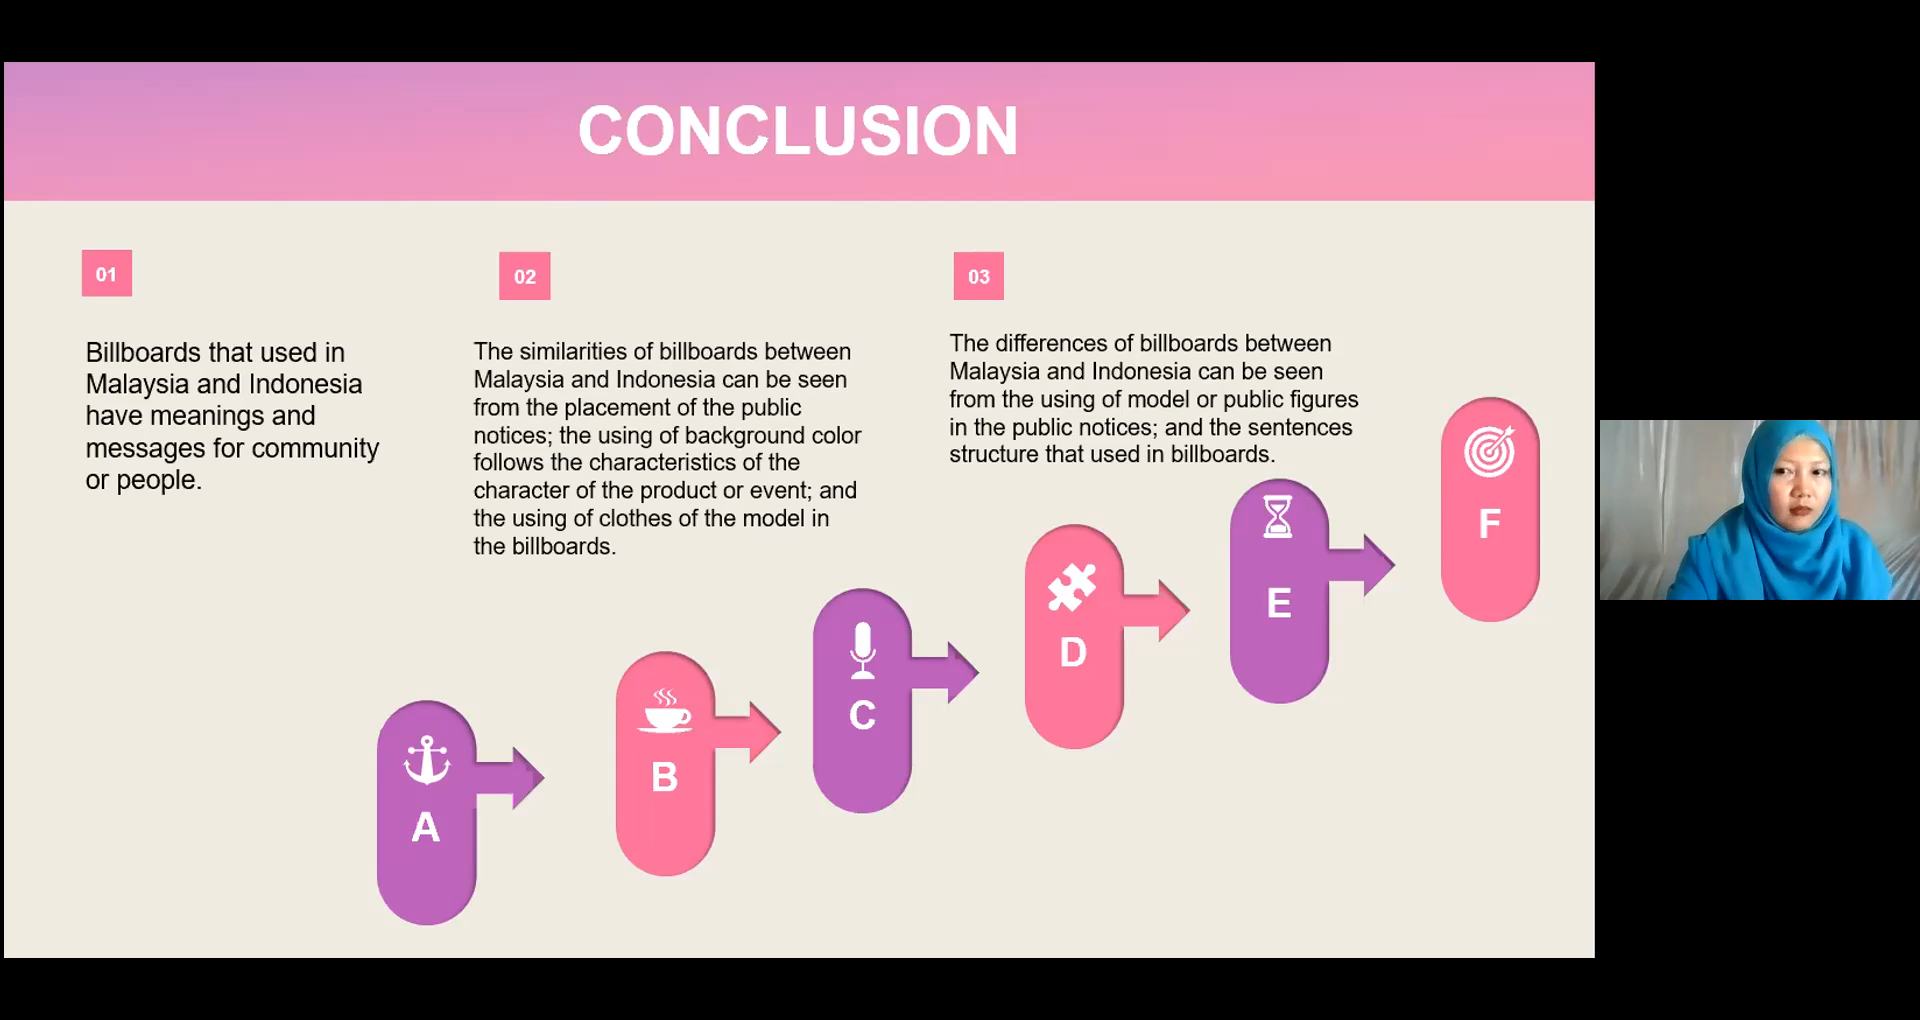 CONCLUSION
01
Billboards that used in
Malaysia and Indonesia
have meanings and
messages for community
or people.
02
The similarities of billboards between
Malaysia and Indonesia can be seen
from the placement of the public
notices; the using of background color
follows the characteristics of the
character of the product or event; and
the using of clothes of the model in
the billboards.
03
The differences of billboards between
Malaysia and Indonesia can be seen
from the using of model or public figures
in the public notices; and the sentences
structure that used in billboards.
A
B
C
D
E
F